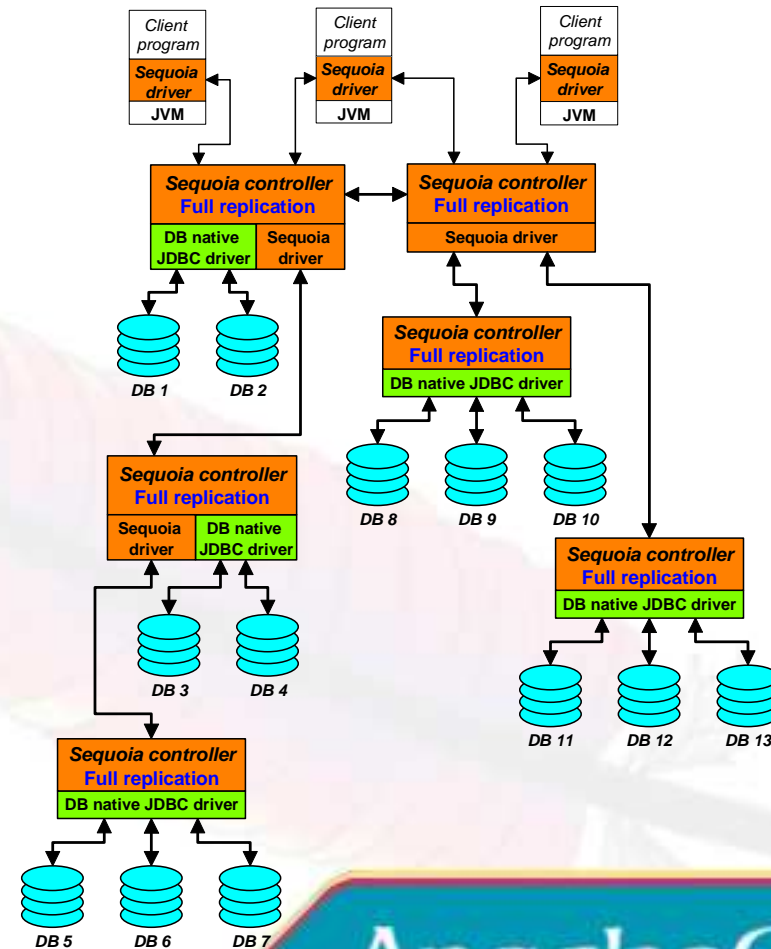 Client
program
Sequoia
driver
JVM
Client
program
Sequoia
driver
JVM
Client
program
Sequoia
driver
JVM
Sequoia controller
Full replication
DB native
JDBC driver
Sequoia
driver
Sequoia controller
Full replication
Sequoia driver
DB 1
DB 2
Sequoia controller
Full replication
DB native JDBC driver
DB 8
DB 9
DB 10
Sequoia controller
Full replication
Sequoia
driver
DB native
JDBC driver
DB 3
DB 4
Sequoia controller
Full replication
DB native JDBC driver
DB 11
DB 12
DB 13
Sequoia controller
Full replication
DB native JDBC driver
DB 5
DB 6
DB 7